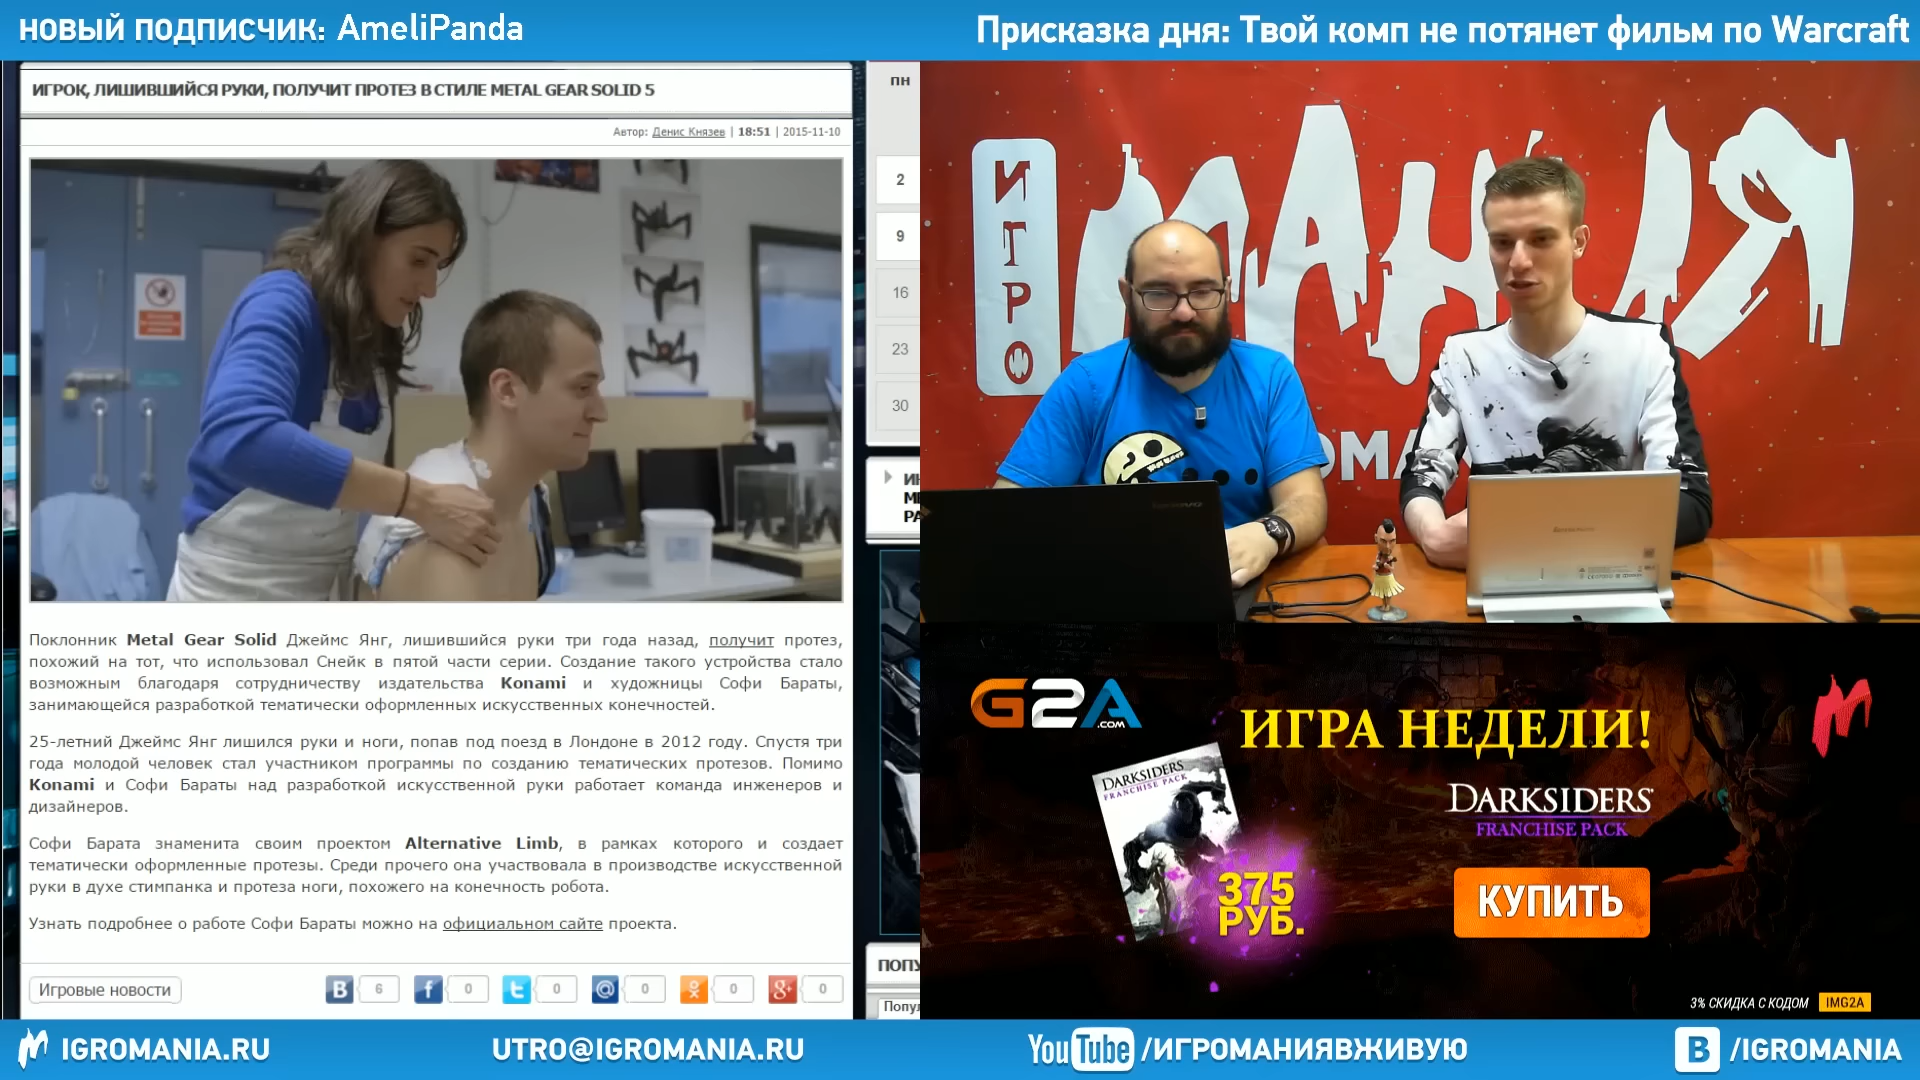 НОВЫЙ ПОДПИСЧИК: AmeliPanda
Присказка дня: Твой комп не потянет фильм по Warcraft
ИГРОК, ЛИШИВШИЙСЯ РУКИ, ПОЛУЧИТ ПРОТЕЗ В СТИЛЕ METAL GEAR SOLID 5
Автор: Денис Князев | 18:51 | 2015-11-10
Поклонник Metal Gear Solid Джеймс Янг, лишившийся руки три года назад, получит протез,
похожий на тот, что использовал Снейк в пятой части серии. Создание такого устройства стало
возможным благодаря сотрудничеству издательства Konami и художницы Софи Бараты,
занимающейся разработкой тематически оформленных искусственных конечностей.
25-летний Джеймс Янг лишился руки и ноги, попав под поезд в Лондоне в 2012 году. Спустя три
года молодой человек стал участником программы по созданию тематических протезов. Помимо
Konami и Софи Бараты над разработкой искусственной руки работает команда инженеров и
дизайнеров.
Софи Барата знаменита своим проектом Alternative Limb, в рамках которого и создает
тематически оформленные протезы. Среди прочего она участвовала в производстве искусственной
руки в духе стимпанка и протеза ноги, похожего на конечность робота.
Узнать подробнее о работе Софи Бараты можно на официальном сайте проекта.
Игровые новости
В 6 f 0 t 0 @ 0 0 g+ 0
ПН
2
9
16
23
30
ИН
РА
ПОПУ
Попул
ИГРО
МАНИЯ
lenovo
G2A
.COM
ИГРА НЕДЕЛИ!
DARKSIDERS
FRANCHISE PACK
DARKSIDERS
FRANCHISE PACK
375
РУБ.
КУПИТЬ
3% СКИДКА С КОДОМ IMG2A
IGROMANIA.RU
UTRO@IGROMANIA.RU
YouTube /ИГРОМАНИЯВЖИВУЮ
В /IGROMANIA